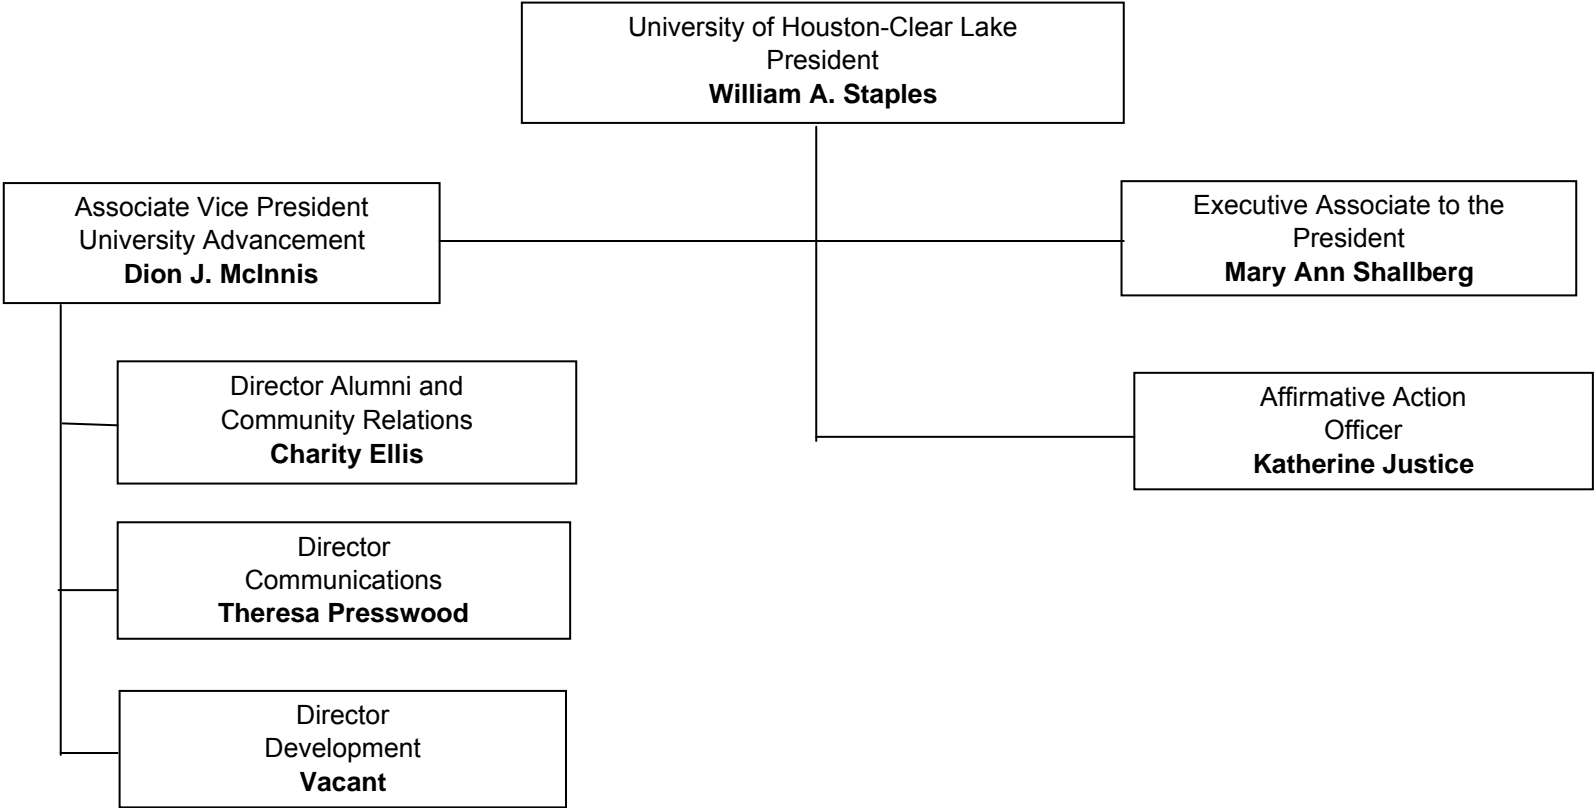 University of Houston-Clear Lake
President
William A. Staples
Associate Vice President
University Advancement
Dion J. McInnis
Executive Associate to the
President
Mary Ann Shallberg
Director Alumni and
Community Relations
Charity Ellis
Affirmative Action
Officer
Katherine Justice
Director
Communications
Theresa Presswood
Director
Development
Vacant